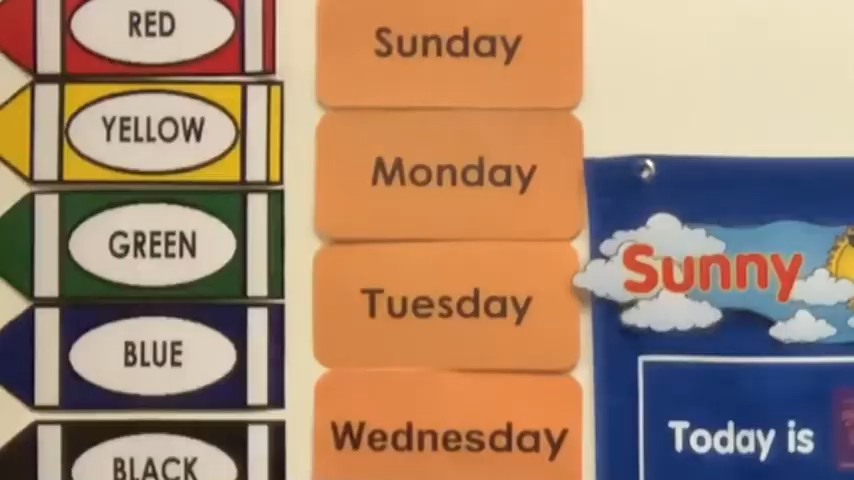 RED
YELLOW
GREEN
BLUE
BLACK
Sunday
Monday
Tuesday
Wednesday
Sunny
Today is